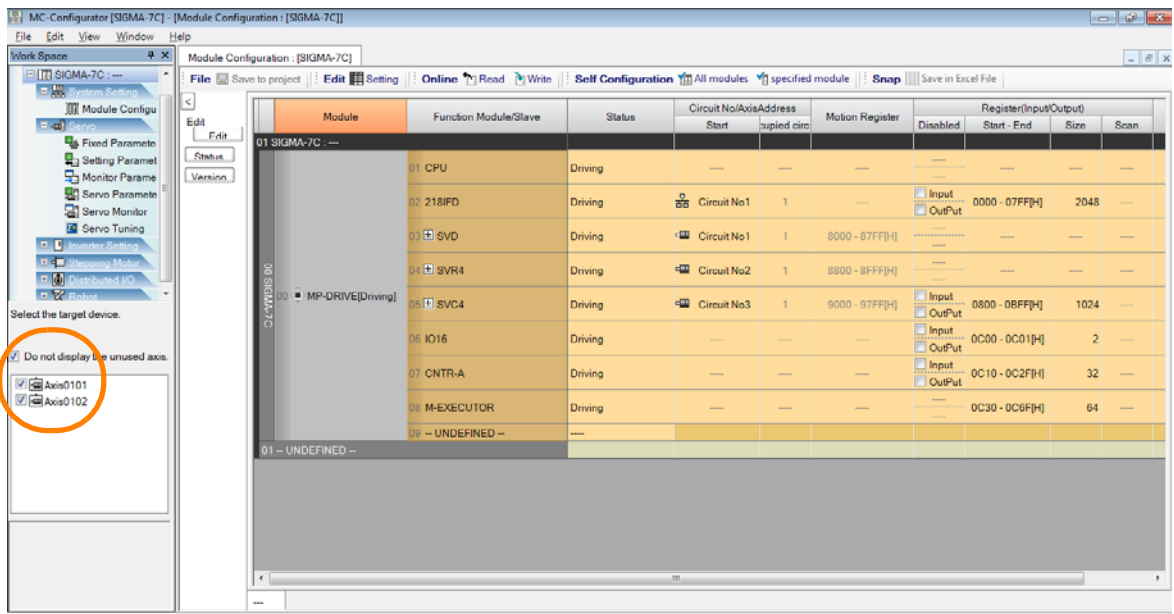 MC-Configurator [SIGMA-7C] - [Module Configuration : [SIGMA-7C]]
File Edit View Window Help
Work Space
SIGMA-7C : ---
System Setting
Module Configu
Servo
Fixed Paramete
Setting Paramet
Monitor Parame
Servo Paramete
Servo Monitor
Servo Tuning
Inverter Setting
Stepping Motor
Distributed I/O
Robot
Select the target device.
Do not display the unused axis.
Axis0101
Axis0102
Module Configuration : [SIGMA-7C]
File Save to project Edit Setting Online Read Write Self Configuration All modules specified module Snap Save in Excel File
<
Edit
Edit
Status
Version
Module Function Module/Slave Status Circuit No/AxisAddress Motion Register Register(Input/Output)
Start cupied circ Disabled Start - End Size Scan
01 SIGMA-7C : ---
00 SIGMA-7C
00 MP-DRIVE[Driving]
01 CPU Driving ---- ---- ---- ---- ---- ---- ---- ----
02 218IFD Driving Circuit No1 1 ---- Input OutPut 0000 - 07FF[H] 2048 ----
03 SVD Driving Circuit No1 1 8000 - 87FF[H] ---- ---- ---- ---- ----
04 SVR4 Driving Circuit No2 1 8800 - 8FFF[H] ---- ---- ---- ---- ----
05 SVC4 Driving Circuit No3 1 9000 - 97FF[H] Input OutPut 0800 - 0BFF[H] 1024 ----
06 IO16 Driving ---- ---- ---- Input OutPut 0C00 - 0C01[H] 2 ----
07 CNTR-A Driving ---- ---- ---- Input OutPut 0C10 - 0C2F[H] 32 ----
08 M-EXECUTOR Driving ---- ---- ---- ---- ---- 0C30 - 0C6F[H] 64 ----
09 -- UNDEFINED -- ----
01 -- UNDEFINED --
---